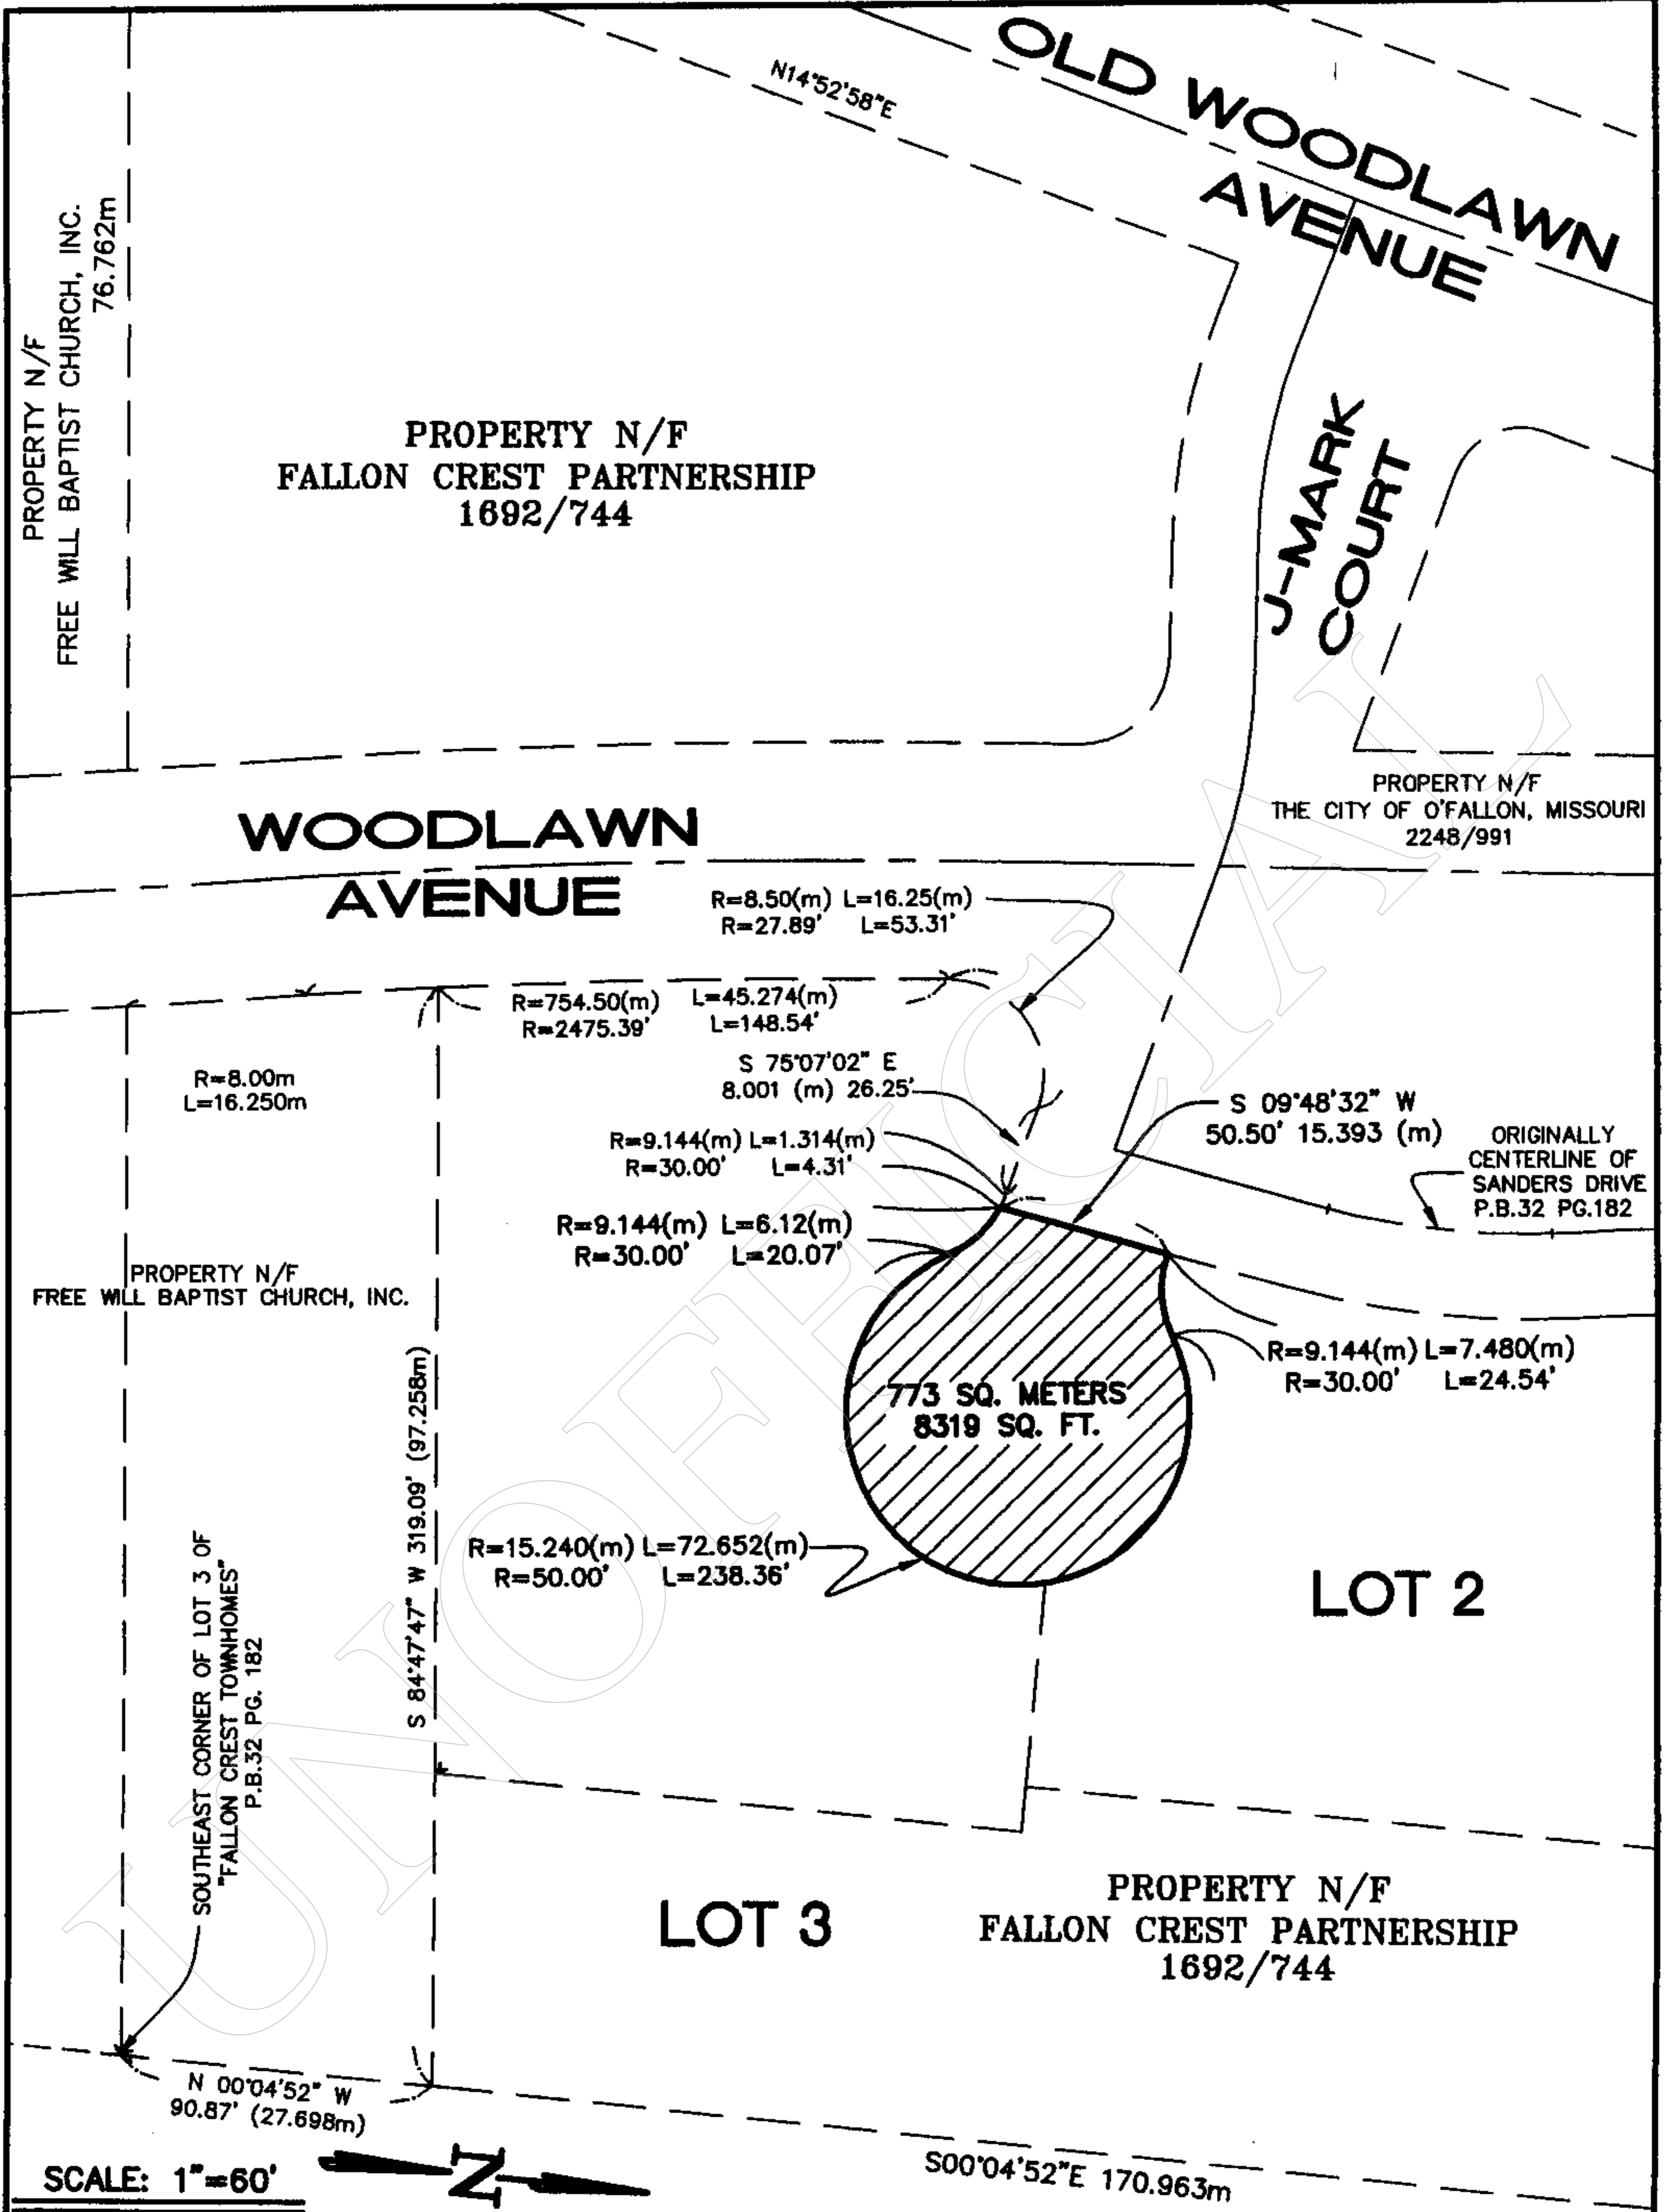 OLD WOODLAWN
AVENUE
N14°52'58"E
PROPERTY N/F
FREE WILL BAPTIST CHURCH, INC.
76.762m
PROPERTY N/F
FALLON CREST PARTNERSHIP
1692/744
J-MARK
COURT
PROPERTY N/F
THE CITY OF O'FALLON, MISSOURI
2248/991
WOODLAWN
AVENUE
R=8.50(m) L=16.25(m)
R=27.89' L=53.31'
R=754.50(m) L=45.274(m)
R=2475.39' L=148.54'
R=8.00m
L=16.250m
S 75°07'02" E
8.001 (m) 26.25'
S 09°48'32" W
50.50' 15.393 (m)
ORIGINALLY
CENTERLINE OF
SANDERS DRIVE
P.B.32 PG.182
R=9.144(m) L=1.314(m)
R=30.00' L=4.31'
R=9.144(m) L=6.12(m)
R=30.00' L=20.07'
PROPERTY N/F
FREE WILL BAPTIST CHURCH, INC.
R=9.144(m) L=7.480(m)
R=30.00' L=24.54'
773 SQ. METERS
8319 SQ. FT.
S 84°47'47" W 319.09' (97.258m)
R=15.240(m) L=72.652(m)
R=50.00' L=238.36'
LOT 2
SOUTHEAST CORNER OF LOT 3 OF
"FALLON CREST TOWNHOMES"
P.B.32 PG. 182
LOT 3
PROPERTY N/F
FALLON CREST PARTNERSHIP
1692/744
N 00°04'52" W
90.87' (27.698m)
S00°04'52"E 170.963m
SCALE: 1"=60'
N
UNOFFICIAL